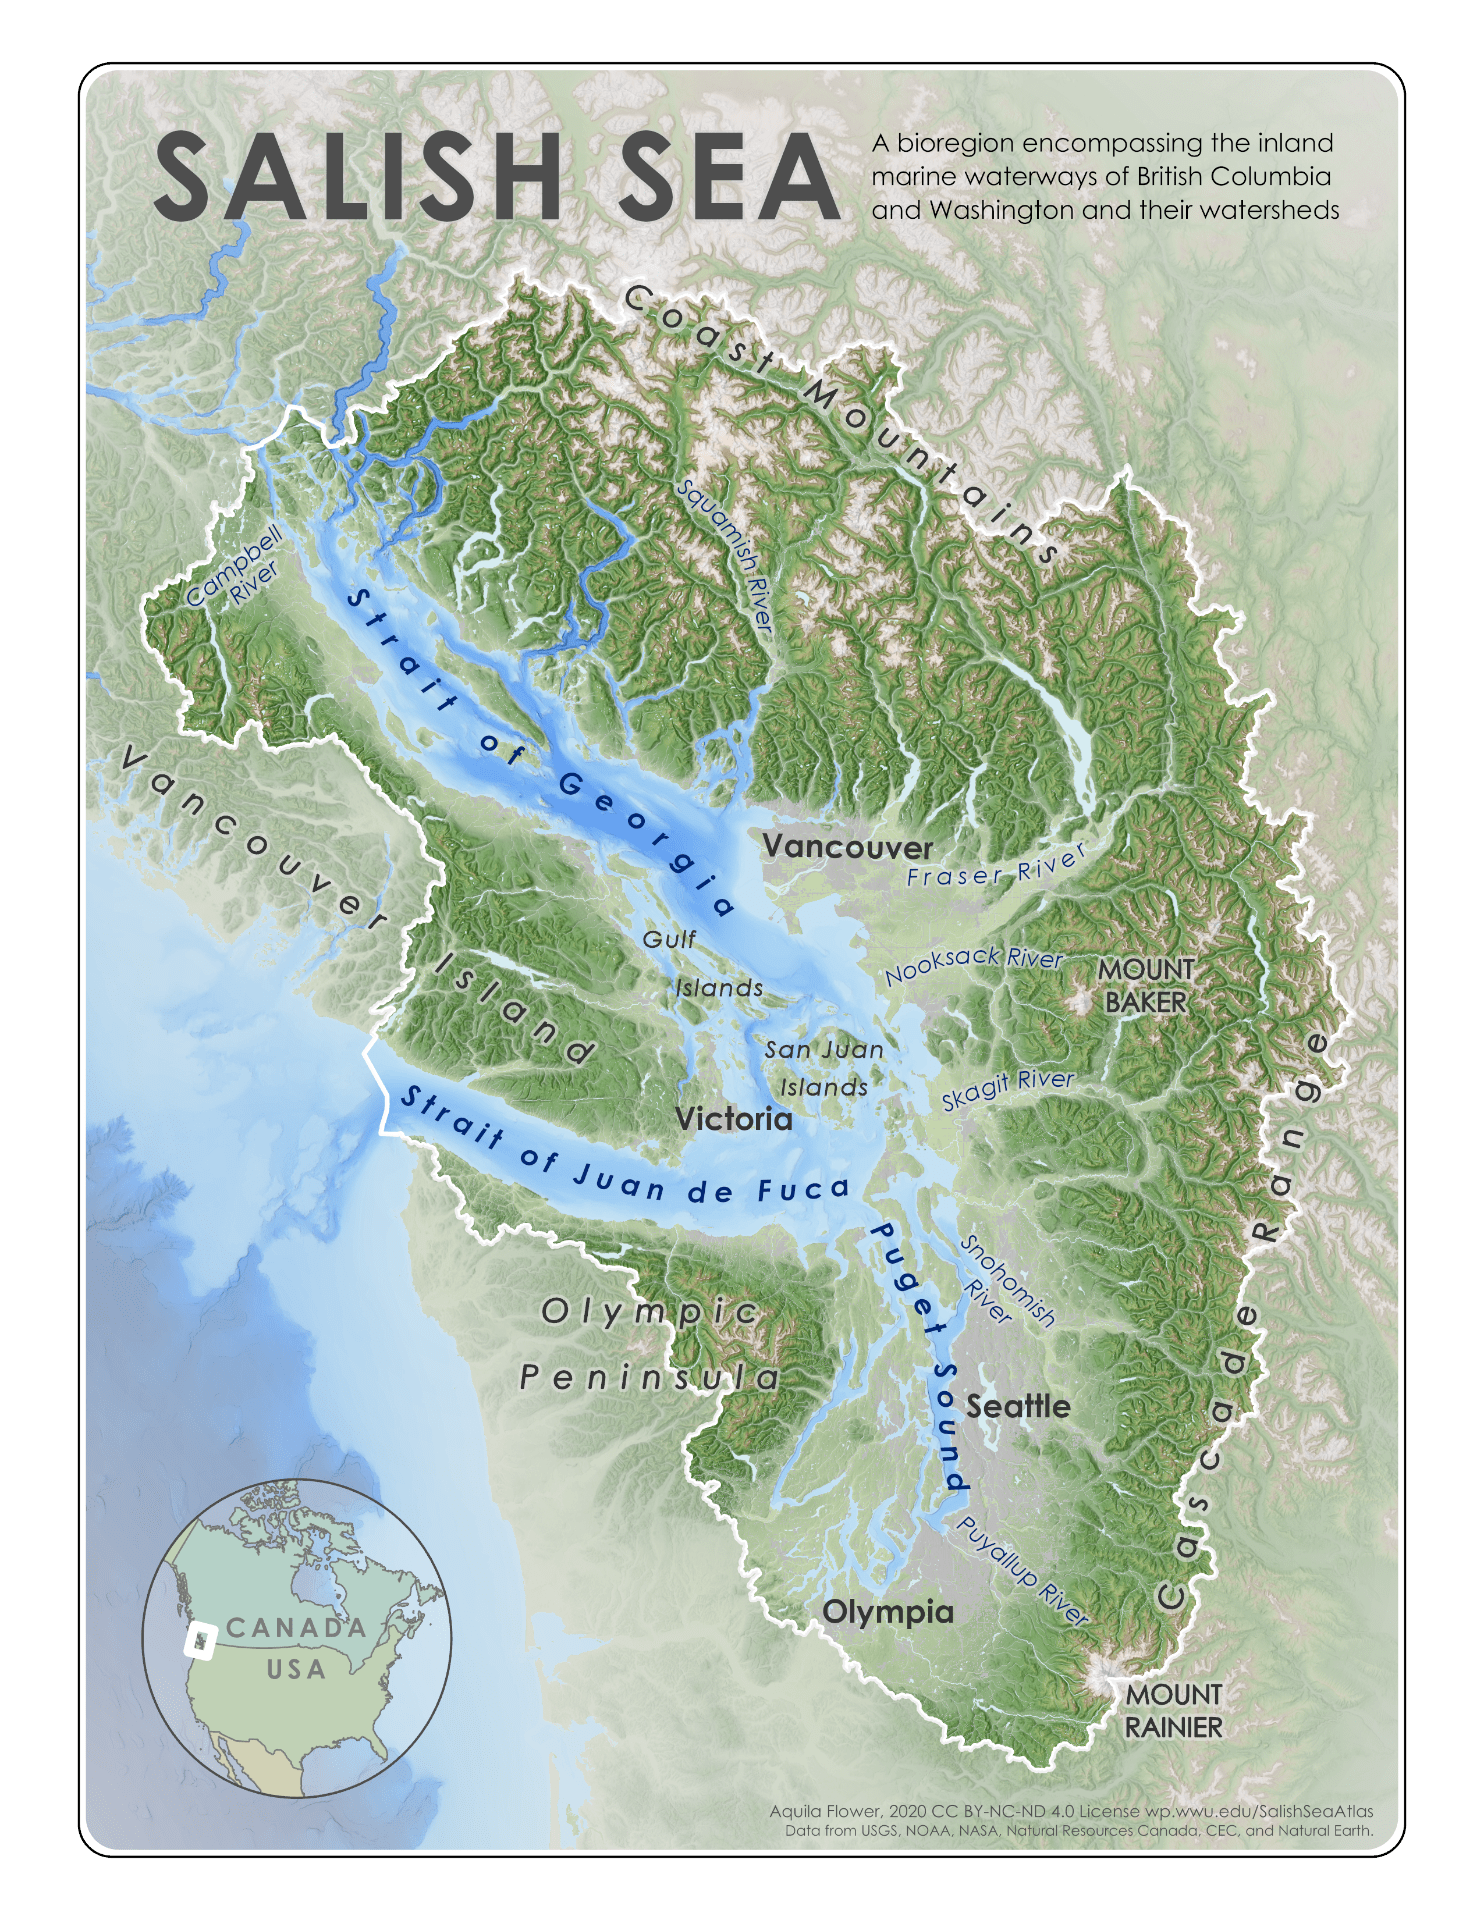 SALISH SEA
A bioregion encompassing the inland
marine waterways of British Columbia
and Washington and their watersheds
Coast Mountains
Squamish River
Campbell
River
Strait of Georgia
Vancouver Island
Vancouver
Fraser River
Gulf
Islands
Nooksack River
MOUNT
BAKER
San Juan
Islands
Skagit River
Victoria
Strait of Juan de Fuca
Cascade Range
Puget Sound
Snohomish
River
Olympic
Peninsula
Seattle
Puyallup River
Olympia
MOUNT
RAINIER
CANADA
USA
Aquila Flower, 2020 CC BY-NC-ND 4.0 License wp.wwu.edu/SalishSeaAtlas
Data from USGS, NOAA, NASA, Natural Resources Canada, CEC, and Natural Earth.